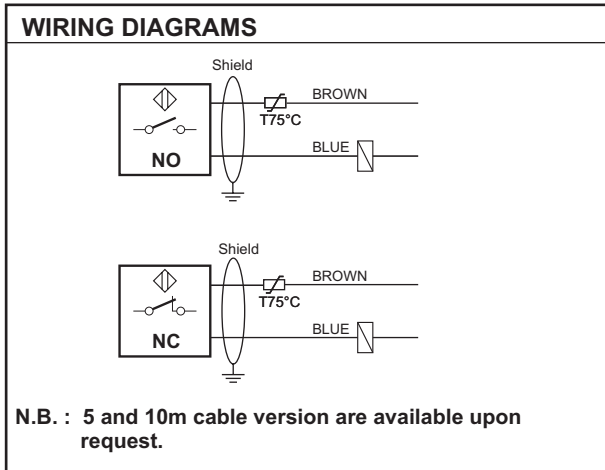 WIRING DIAGRAMS
Shield
BROWN
T75°C
BLUE
NO
Shield
BROWN
T75°C
BLUE
NC
N.B. : 5 and 10m cable version are available upon
request.